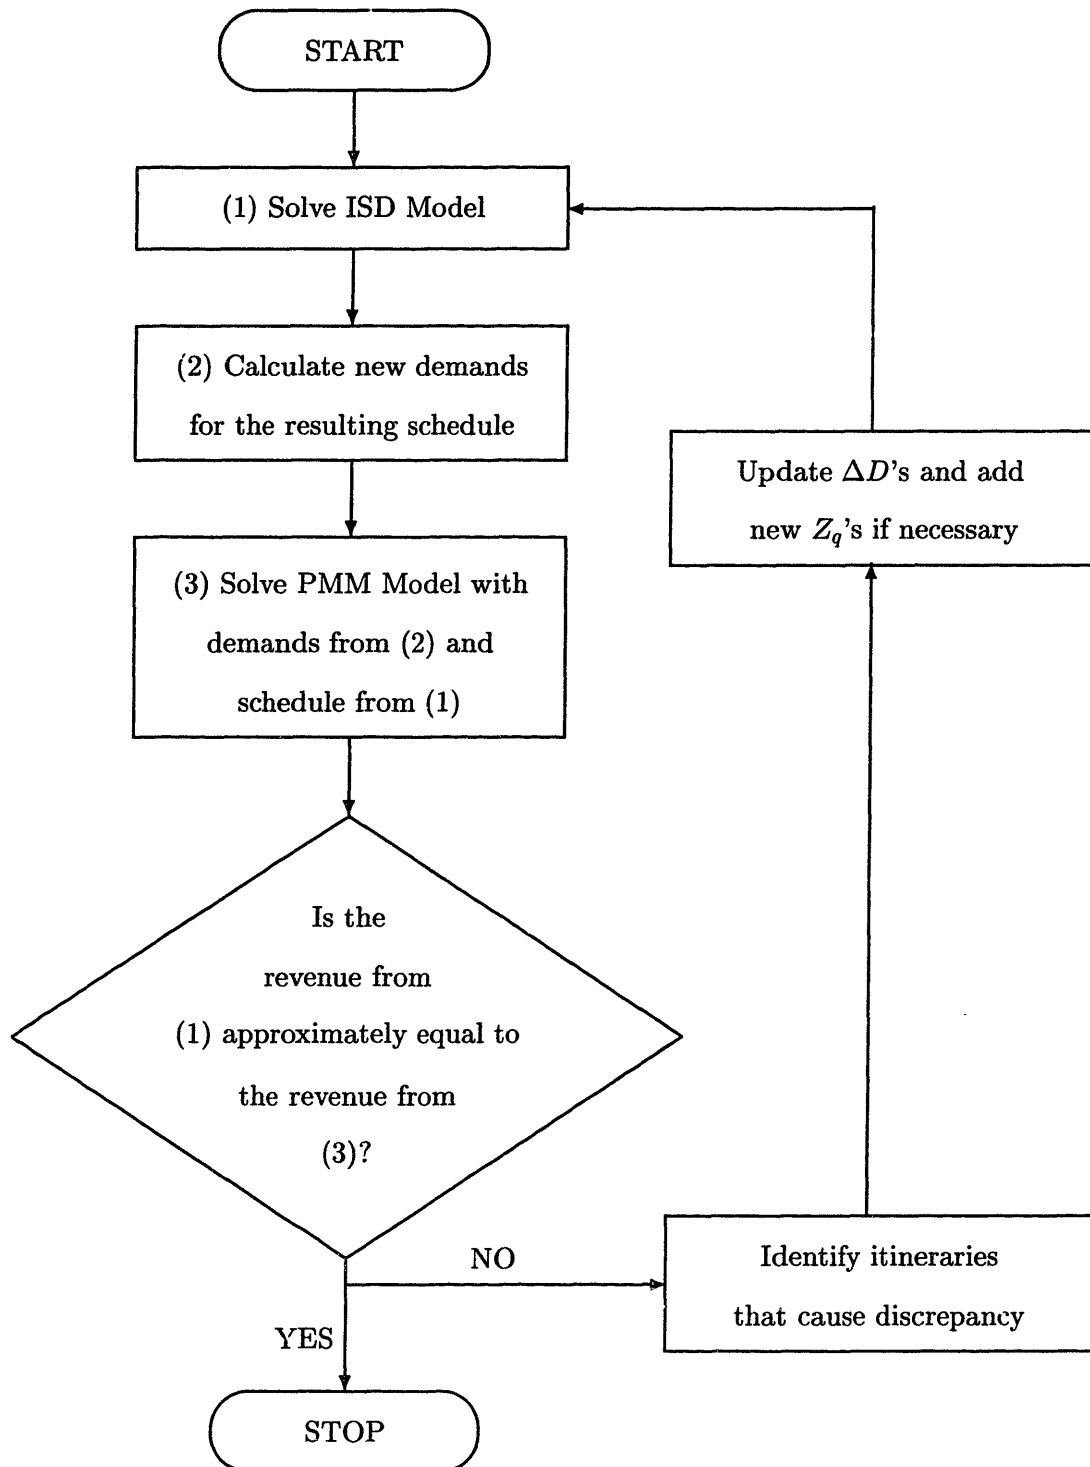 START
(1) Solve ISD Model
(2) Calculate new demands
for the resulting schedule
(3) Solve PMM Model with
demands from (2) and
schedule from (1)
Is the
revenue from
(1) approximately equal to
the revenue from
(3)?
YES
STOP
NO
Identify itineraries
that cause discrepancy
Update ΔD's and add
new Z_q's if necessary